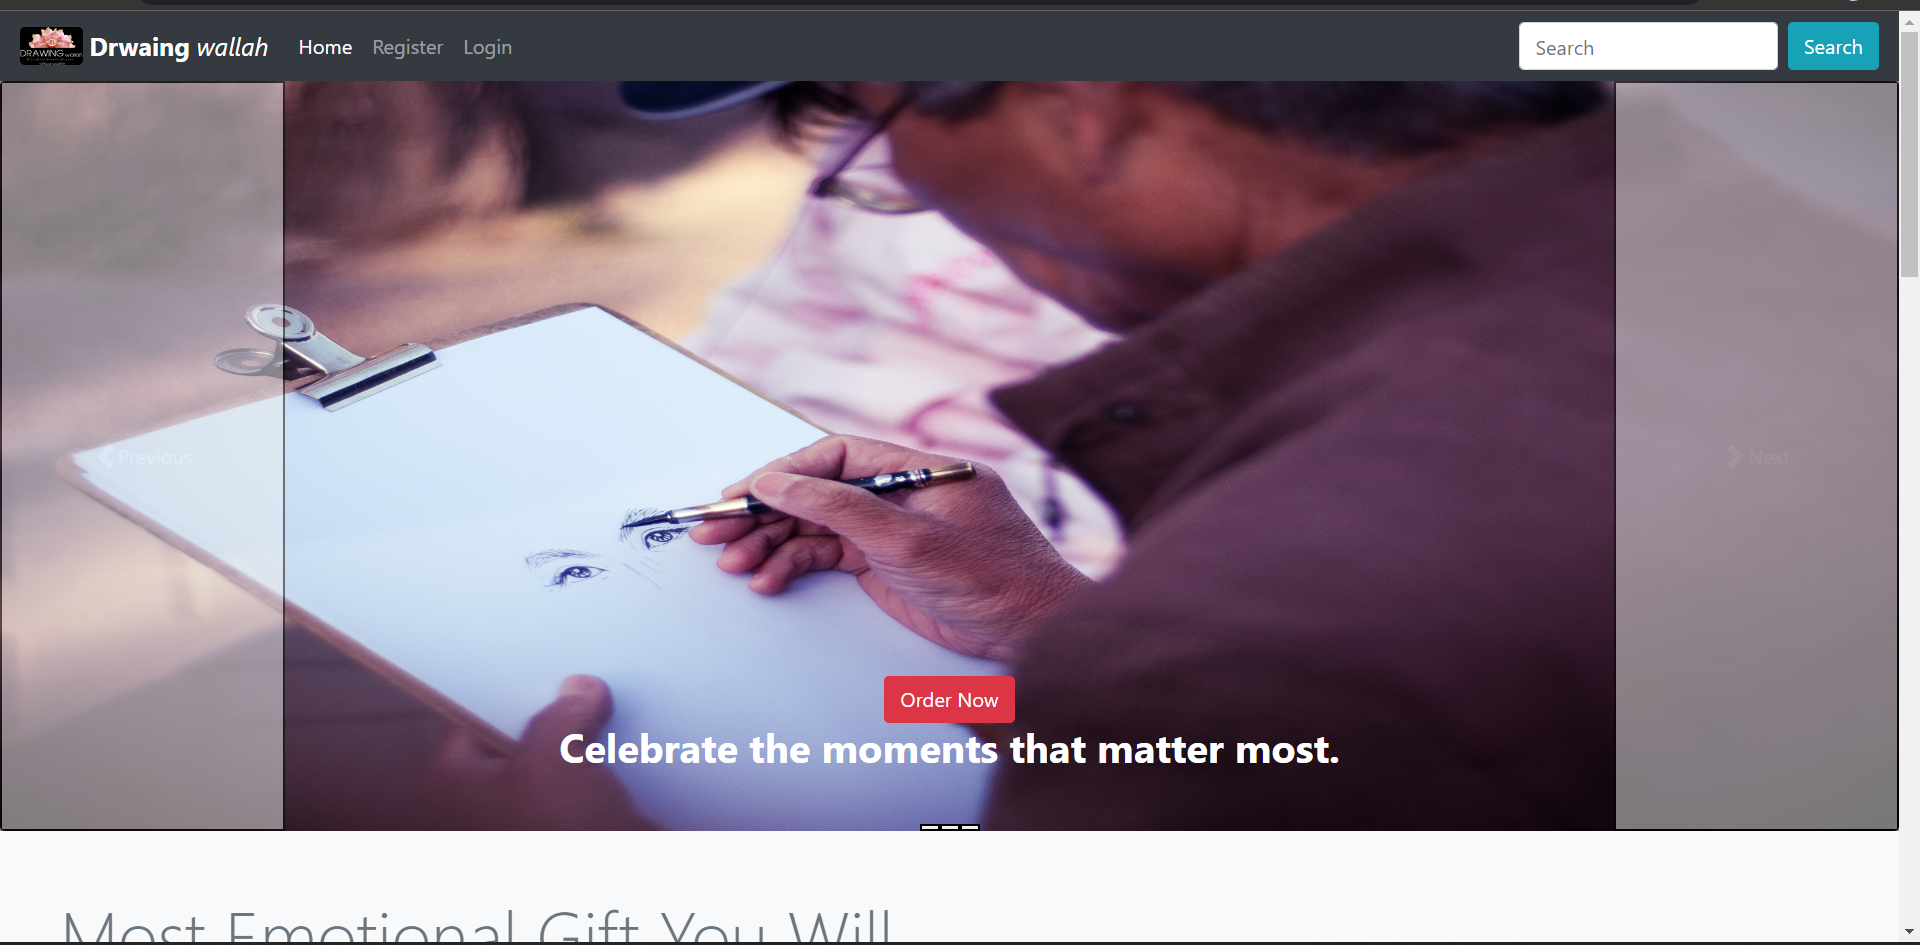 DRAWING wallah
Drwaing wallah
Home
Register
Login
Search
Search
Previous
Next
Order Now
Celebrate the moments that matter most.
Most Emotional Gift You Will